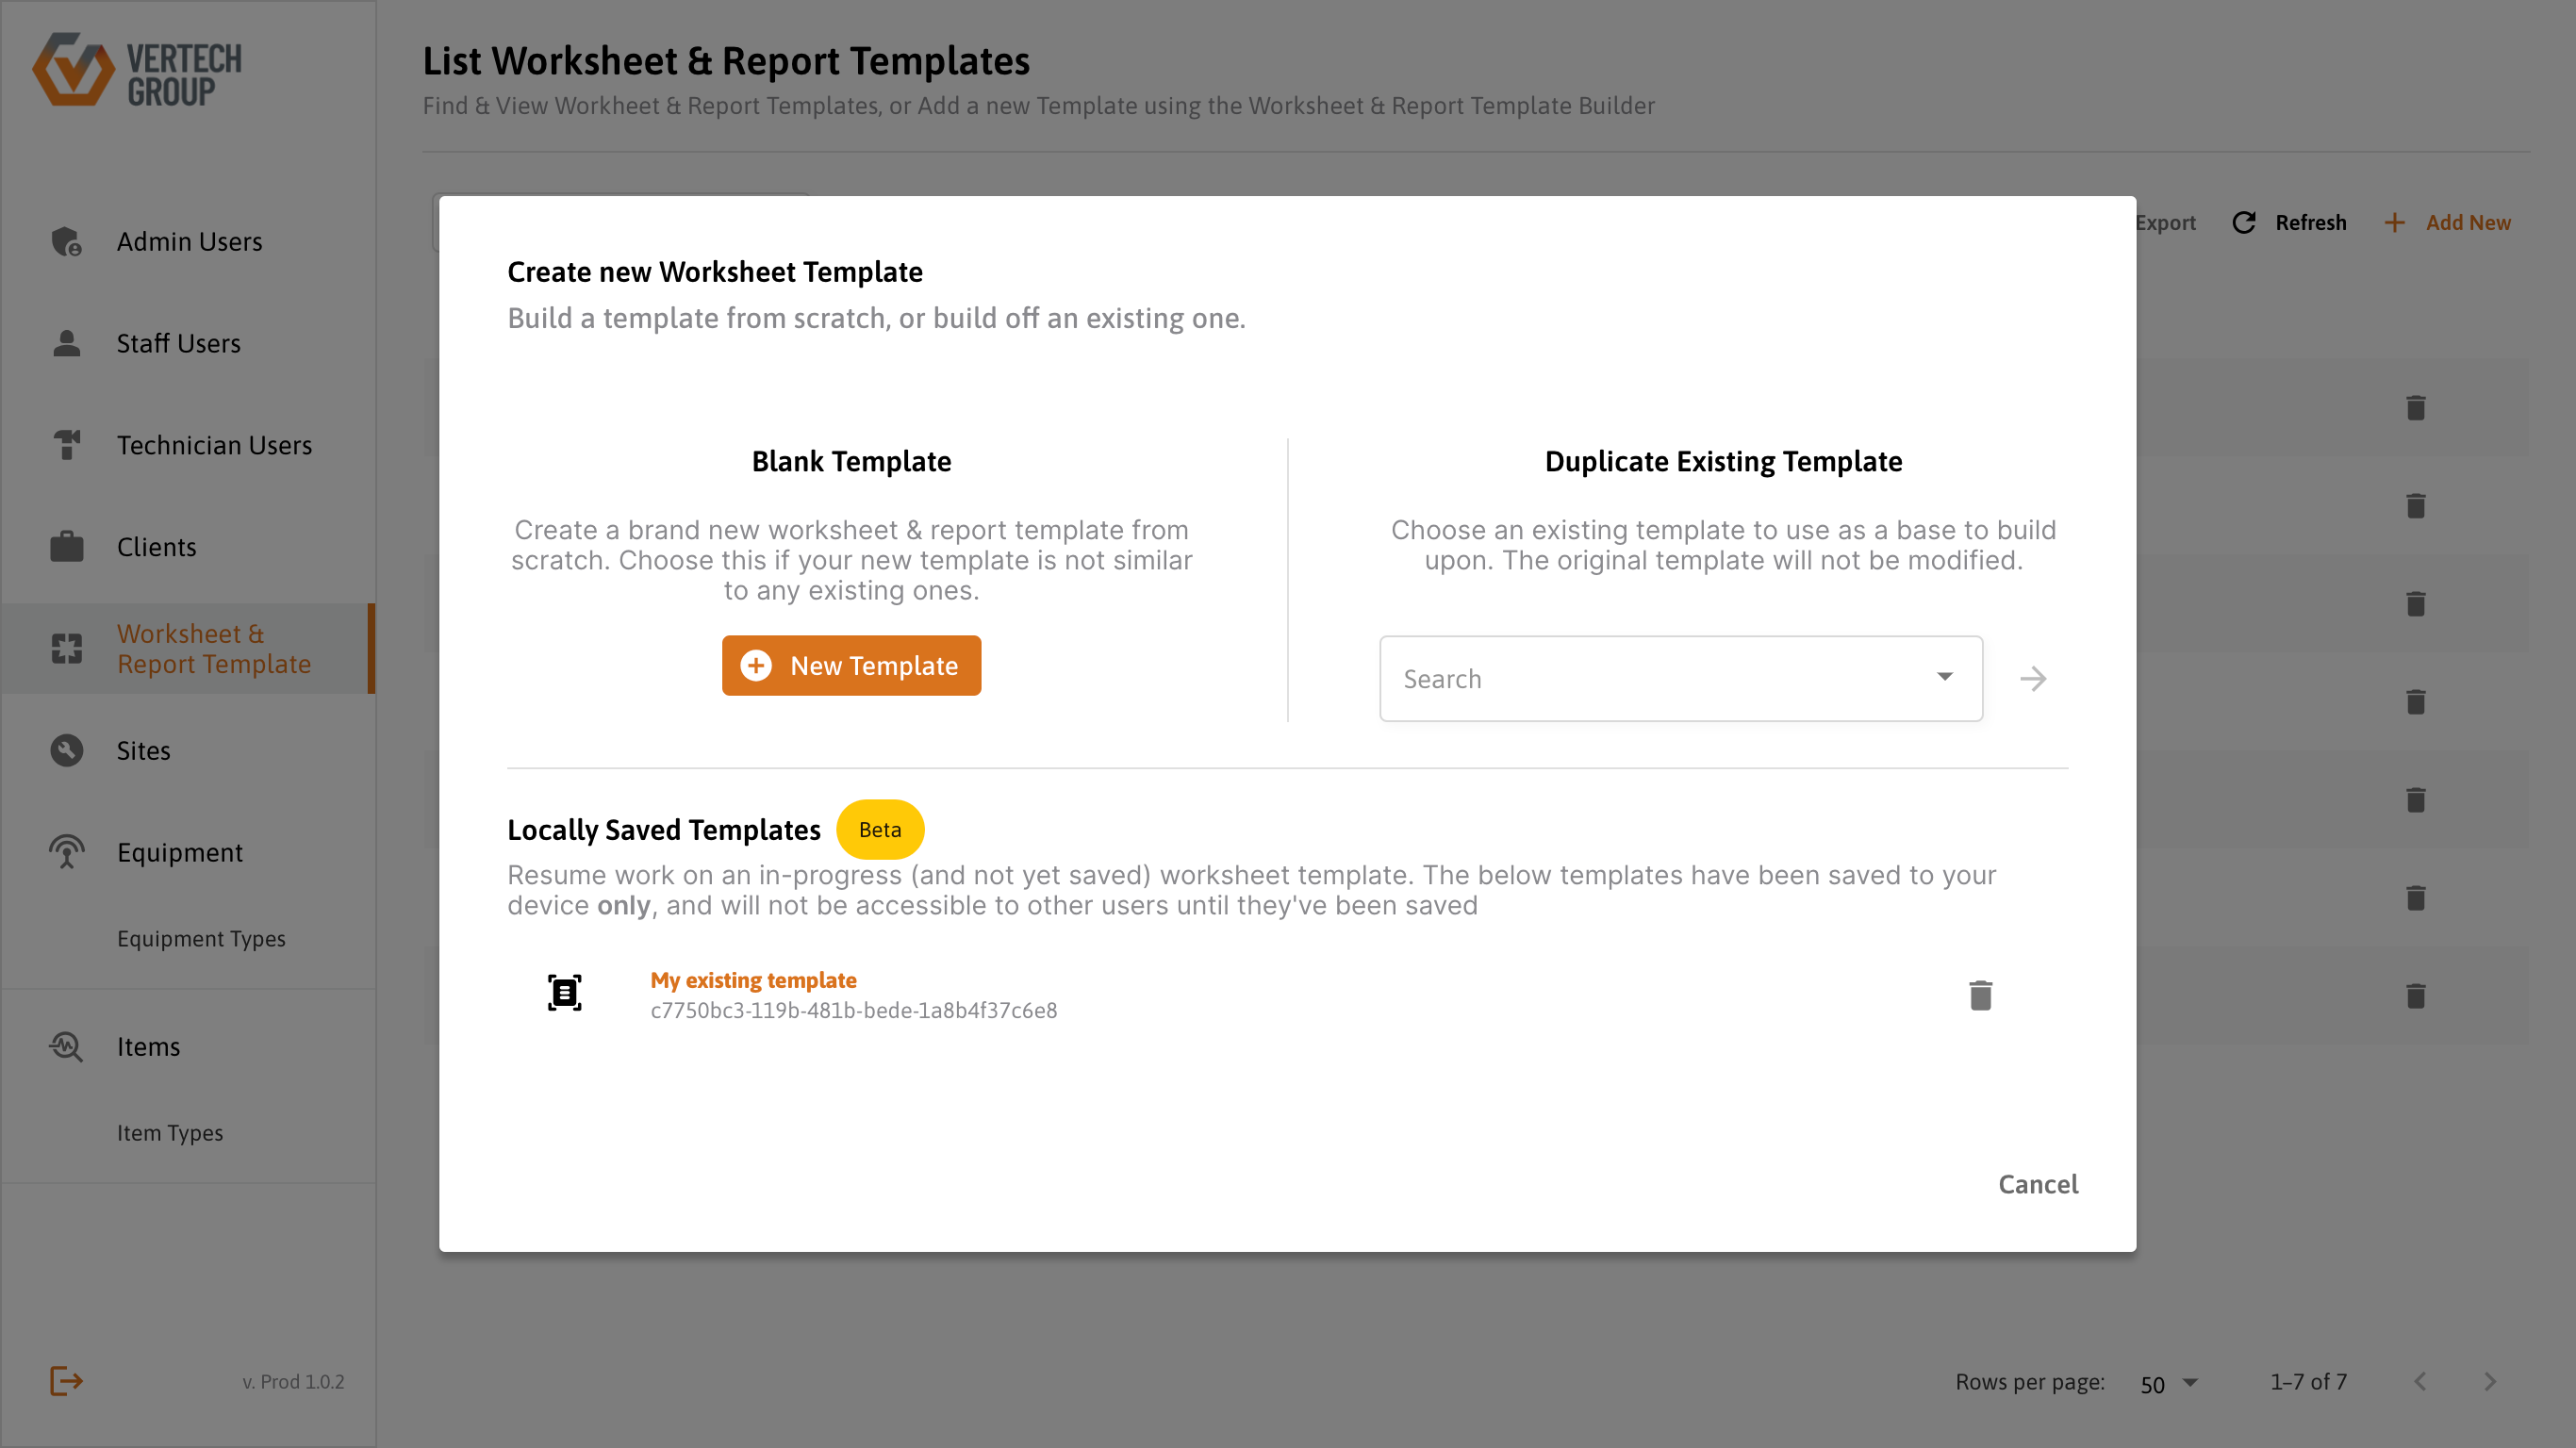 VERTECH
GROUP
Admin Users
Staff Users
Technician Users
Clients
Worksheet &
Report Template
Sites
Equipment
Equipment Types
Items
Item Types
v. Prod 1.0.2
List Worksheet & Report Templates
Find & View Workheet & Report Templates, or Add a new Template using the Worksheet & Report Template Builder
Export
Refresh
Add New
Create new Worksheet Template
Build a template from scratch, or build off an existing one.
Blank Template
Create a brand new worksheet & report template from
scratch. Choose this if your new template is not similar
to any existing ones.
New Template
Duplicate Existing Template
Choose an existing template to use as a base to build
upon. The original template will not be modified.
Search
Locally Saved Templates
Beta
Resume work on an in-progress (and not yet saved) worksheet template. The below templates have been saved to your
device only, and will not be accessible to other users until they've been saved
My existing template
c7750bc3-119b-481b-bede-1a8b4f37c6e8
Cancel
Rows per page:
50
1–7 of 7